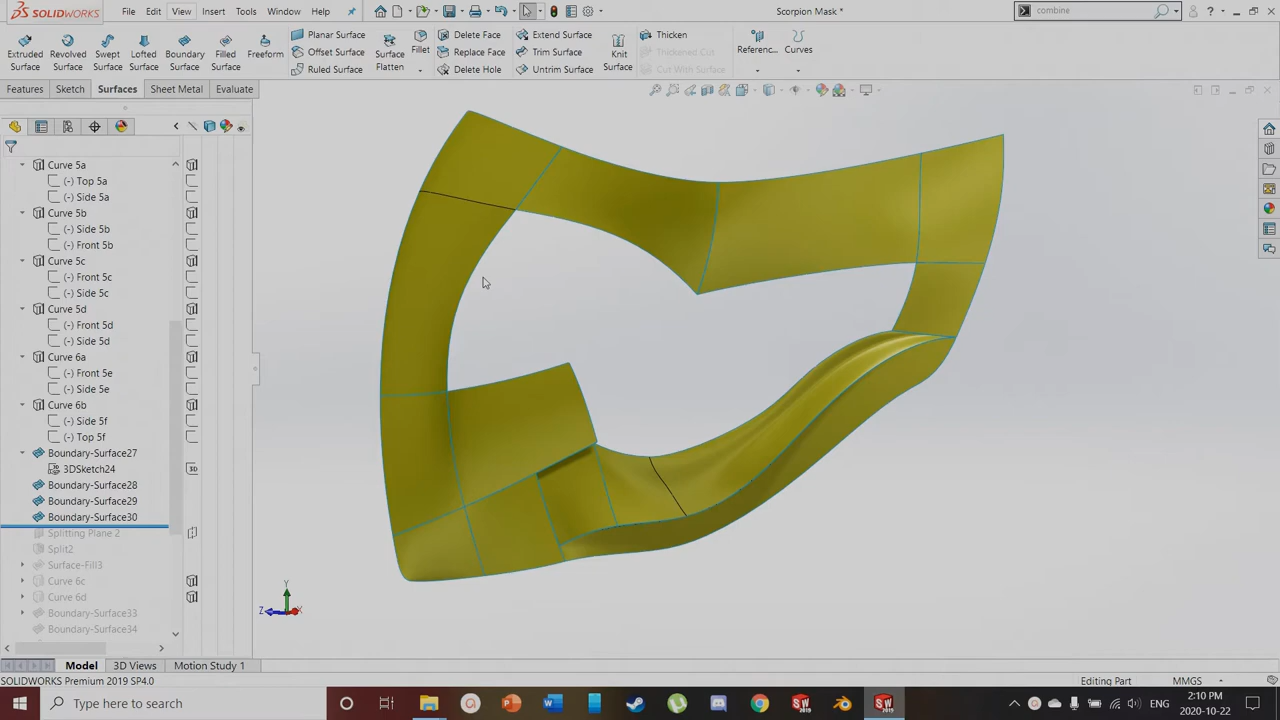 SOLIDWORKS File Edit View Insert Tools Window Help Scorpion Mask * combine
Extruded Surface Revolved Surface Swept Surface Lofted Surface Boundary Surface Filled Surface Freeform
Planar Surface
Offset Surface
Ruled Surface
Surface Flatten Fillet
Delete Face
Replace Face
Delete Hole
Extend Surface
Trim Surface
Untrim Surface
Knit Surface
Thicken
Thickened Cut
Cut With Surface
Referenc... Curves
Features Sketch Surfaces Sheet Metal Evaluate
Curve 5a
(-) Top 5a
(-) Side 5a
Curve 5b
(-) Side 5b
(-) Front 5b
Curve 5c
(-) Front 5c
(-) Side 5c
Curve 5d
(-) Front 5d
(-) Side 5d
Curve 6a
(-) Front 5e
(-) Side 5e
Curve 6b
(-) Side 5f
(-) Top 5f
Boundary-Surface27
3DSketch24
Boundary-Surface28
Boundary-Surface29
Boundary-Surface30
Splitting Plane 2
Split2
Surface-Fill3
Curve 6c
Curve 6d
Boundary-Surface33
Boundary-Surface34
Y
Z X
Model 3D Views Motion Study 1
SOLIDWORKS Premium 2019 SP4.0 Editing Part MMGS
Type here to search 2:10 PM
2020-10-22